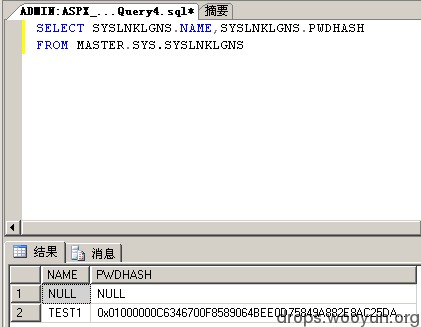 ADMIN:ASPX_...Query4.sql* 摘要
SELECT SYSLNKLGNS.NAME,SYSLNKLGNS.PWDHASH
FROM MASTER.SYS.SYSLNKLGNS
结果 消息
NAME PWDHASH
1 NULL NULL
2 TEST1 0x01000000C6346700F8589064BEE0D75849A882E8AC25DA
drops.wooyun.org